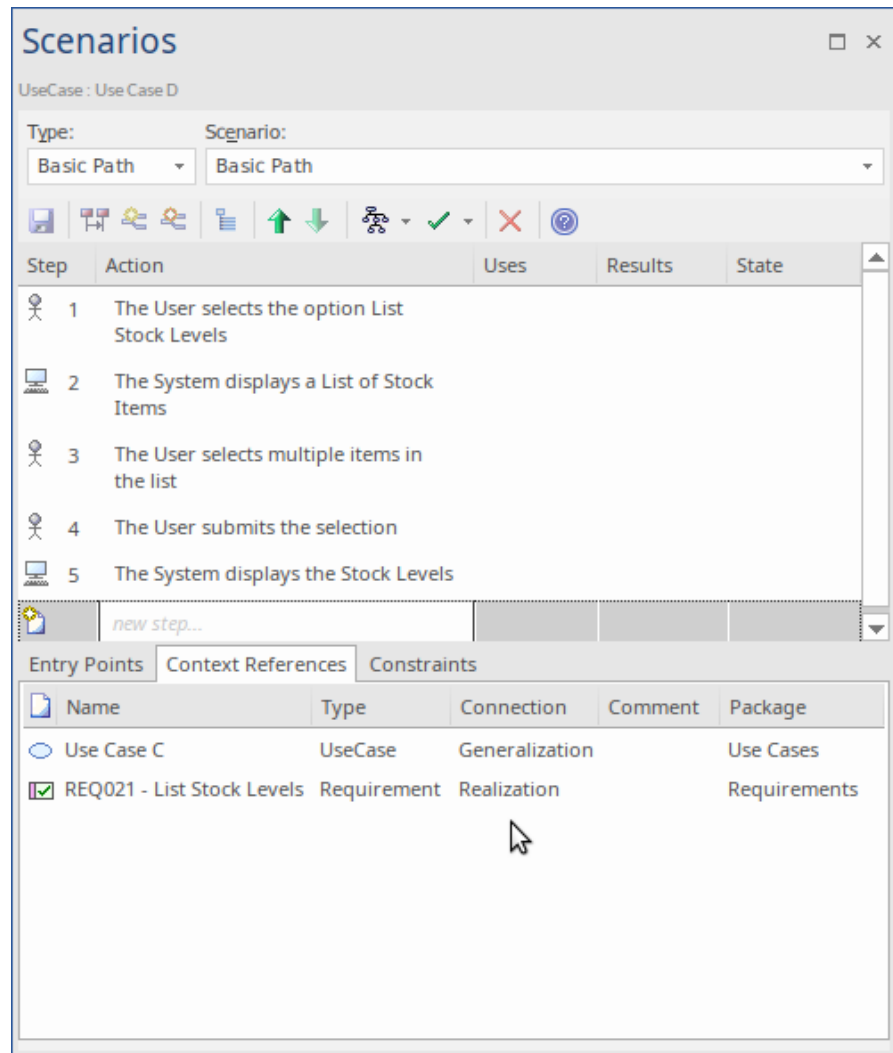 Scenarios
UseCase : Use Case D
Type: Scenario:
Basic Path Basic Path
Step Action Uses Results State
1 The User selects the option List
Stock Levels
2 The System displays a List of Stock
Items
3 The User selects multiple items in
the list
4 The User submits the selection
5 The System displays the Stock Levels
new step...
Entry Points Context References Constraints
Name Type Connection Comment Package
Use Case C UseCase Generalization Use Cases
REQ021 - List Stock Levels Requirement Realization Requirements